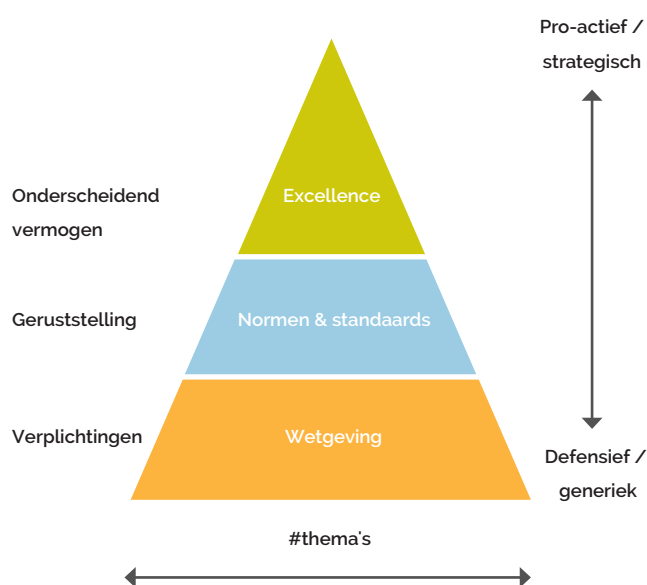 Pro-actief /
strategisch
Onderscheidend
vermogen
Excellence
Geruststelling
Normen & standaards
Verplichtingen
Wetgeving
Defensief /
generiek
#thema's